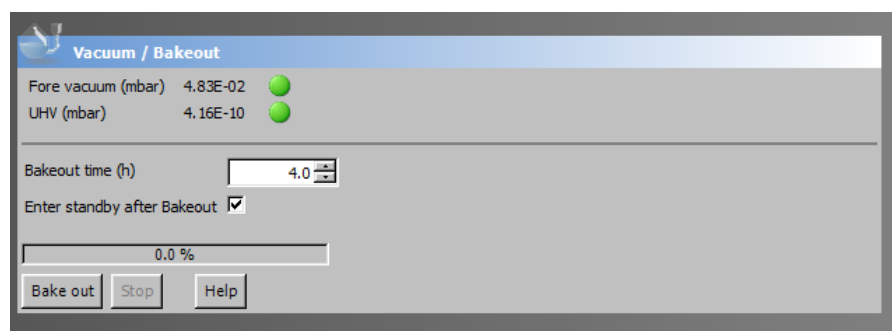 Vacuum / Bakeout
Fore vacuum (mbar) 4.83E-02
UHV (mbar) 4.16E-10
Bakeout time (h) 4.0
Enter standby after Bakeout
0.0 %
Bake out Stop Help